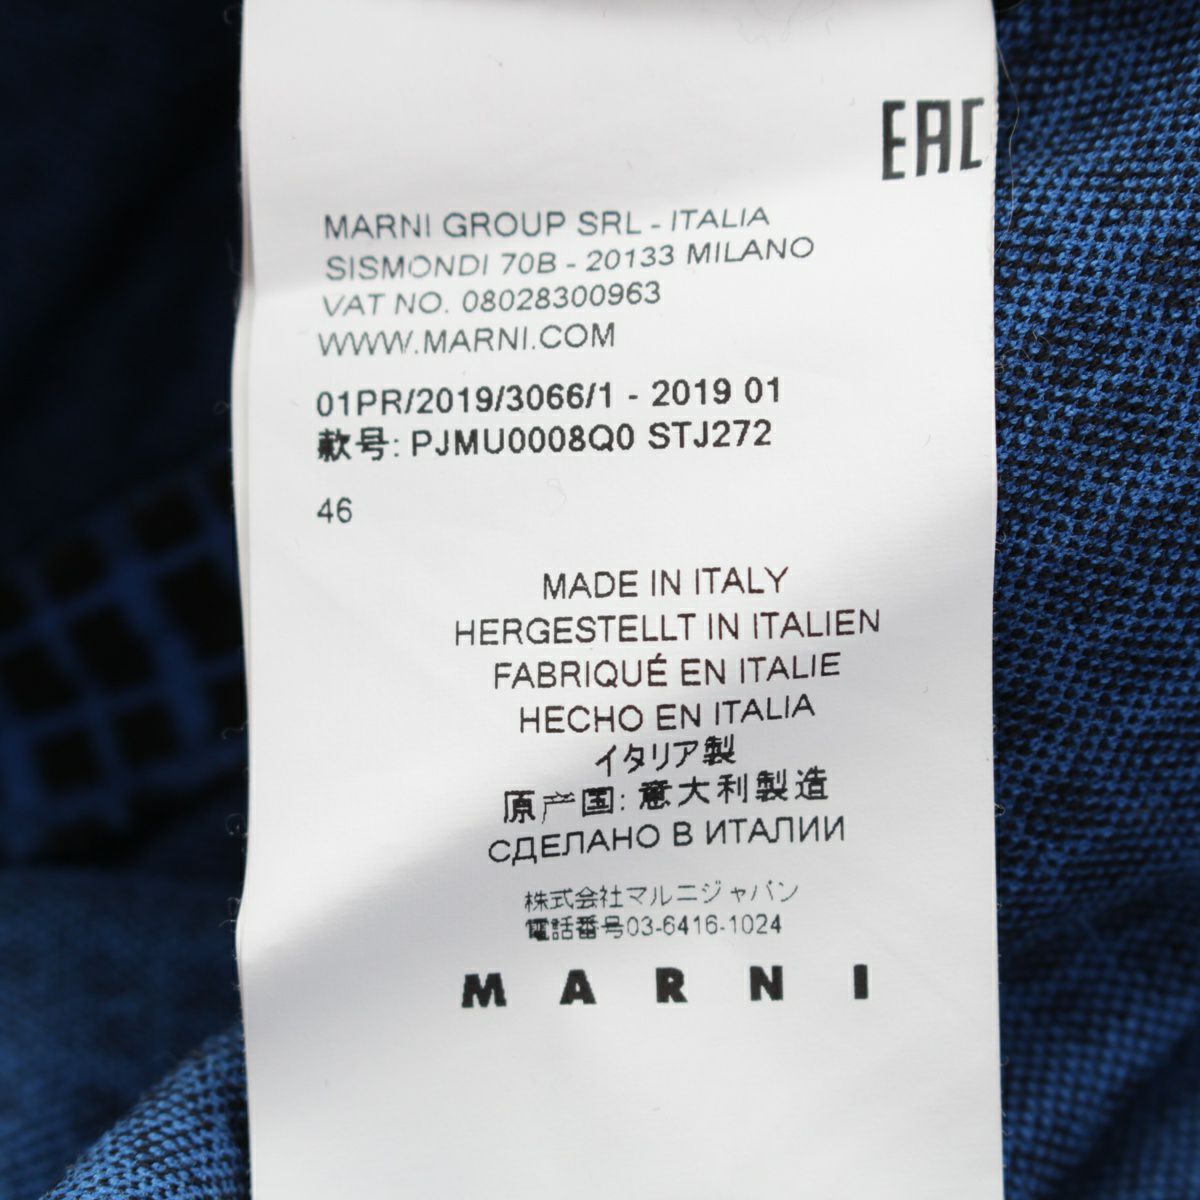 EAC
MARNI GROUP SRL - ITALIA
SISMONDI 70B - 20133 MILANO
VAT NO. 08028300963
WWW.MARNI.COM
01PR/2019/3066/1 - 2019 01
款号: PJMU0008Q0 STJ272
46
MADE IN ITALY
HERGESTELLT IN ITALIEN
FABRIQUÉ EN ITALIE
HECHO EN ITALIA
イタリア製
原产国: 意大利製造
СДЕЛАНО В ИТАЛИИ
株式会社マルニジャパン
電話番号03-6416-1024
MARNI